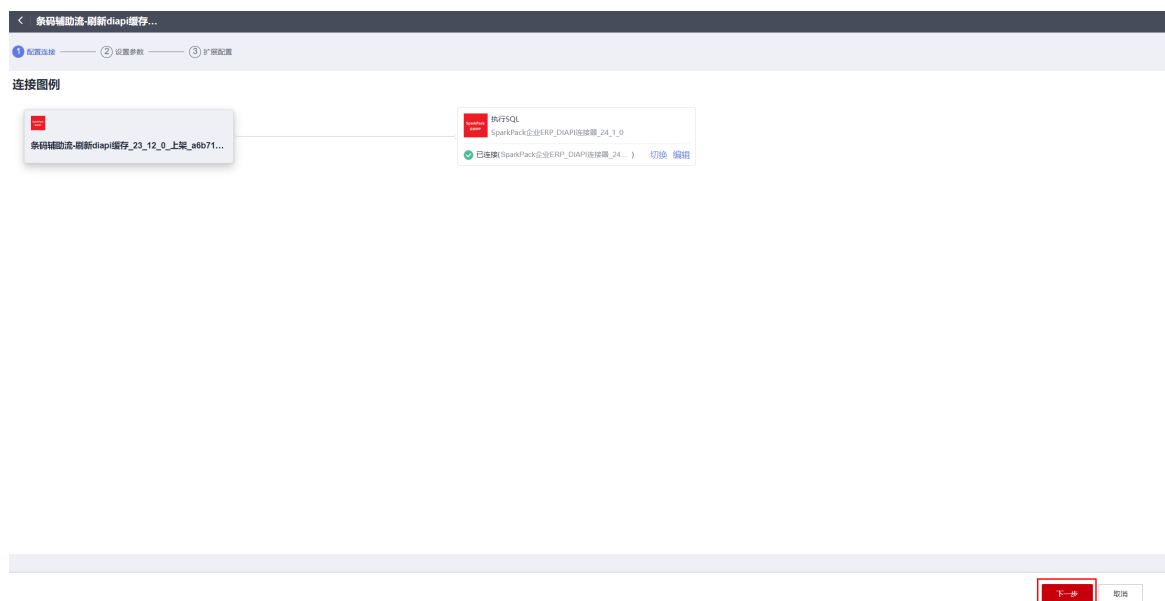 条码辅助流-刷新diapi缓存...
1 配置连接 2 设置参数 3 扩展配置
连接图例
条码辅助流-刷新diapi缓存_23_12_0_上架_a6b71...
执行SQL
SparkPack企业ERP_DIAPI连接器_24_1_0
已连接(SparkPack企业ERP_DIAPI连接器_24... ) 切换 编辑
下一步 取消